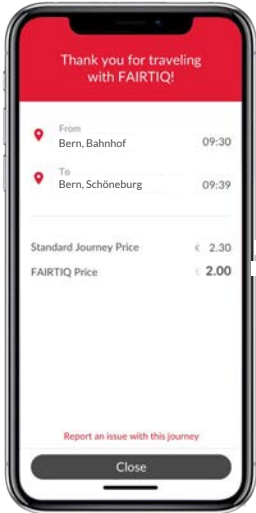 Thank you for traveling
with FAIRTIQ!
From
Bern, Bahnhof 09:30
To
Bern, Schöneburg 09:39
Standard Journey Price € 2.30
FAIRTIQ Price € 2.00
Report an issue with this journey
Close